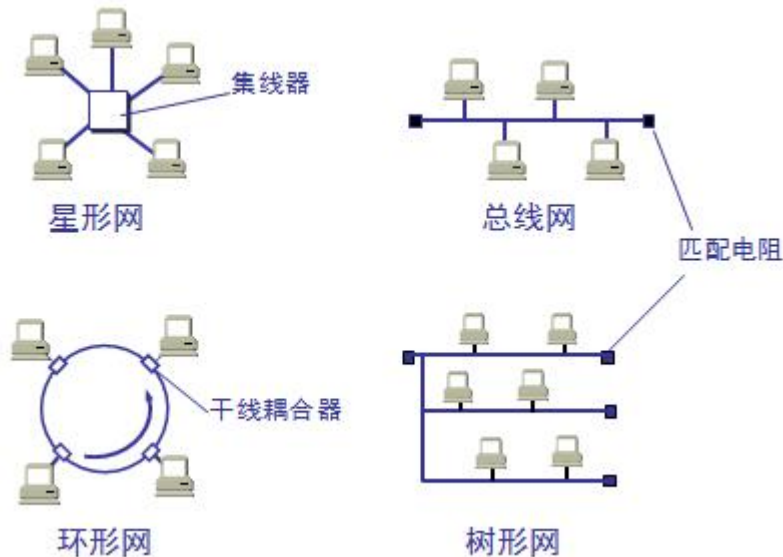 集线器
星形网
总线网
匹配电阻
干线耦合器
环形网
树形网